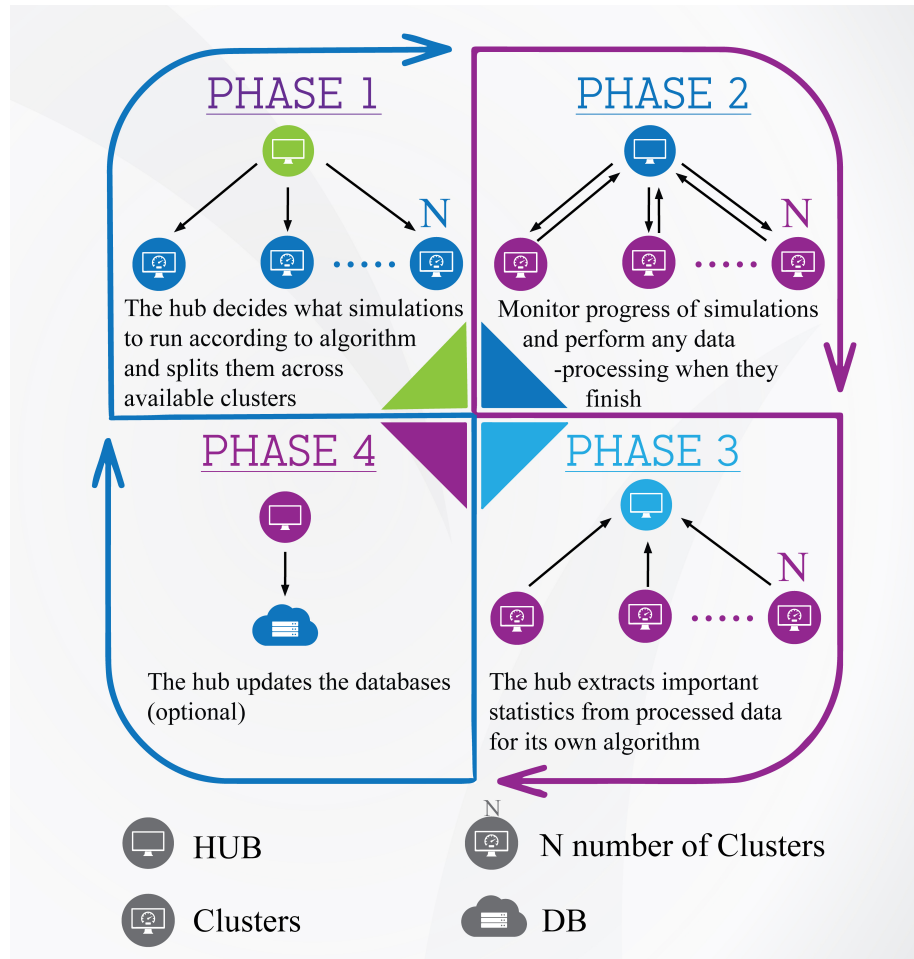 PHASE 1
N
The hub decides what simulations
to run according to algorithm
and splits them across
available clusters
PHASE 2
N
Monitor progress of simulations
and perform any data
-processing when they
finish
PHASE 4
The hub updates the databases
(optional)
PHASE 3
N
The hub extracts important
statistics from processed data
for its own algorithm
HUB
N
N number of Clusters
Clusters
DB